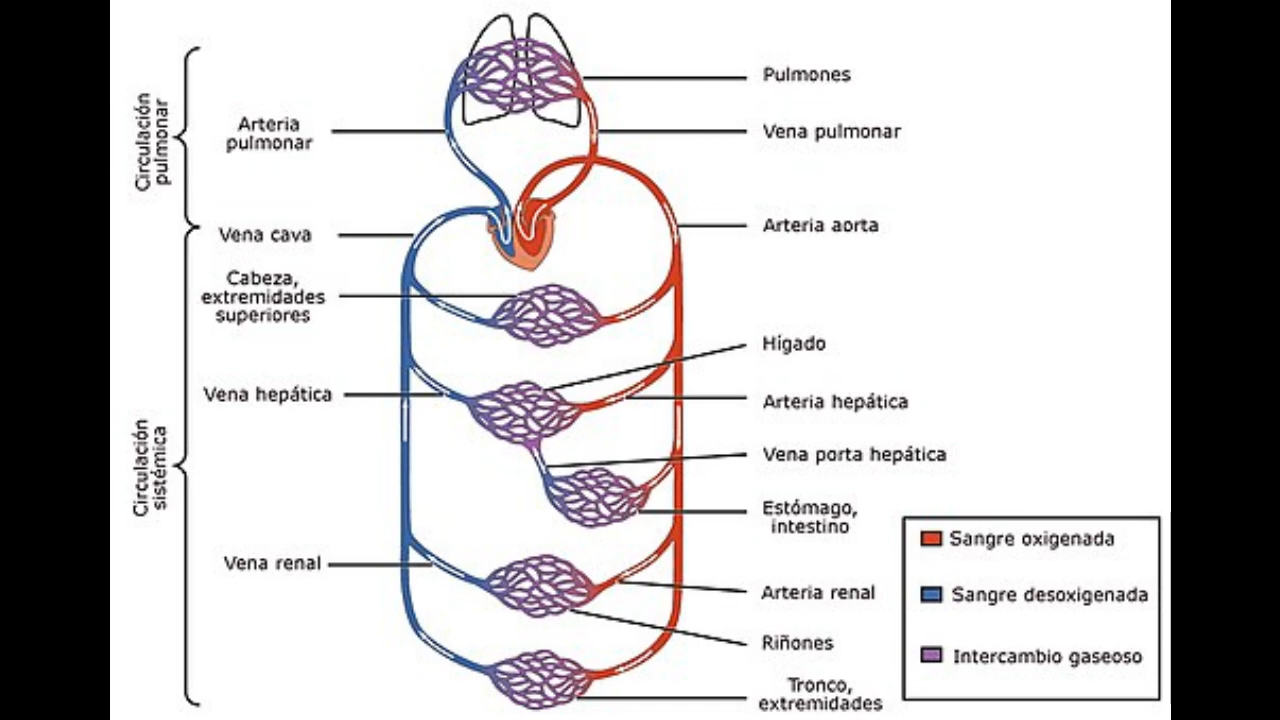 Circulación
pulmonar
Arteria
pulmonar
Pulmones
Vena pulmonar
Arteria aorta
Circulación
sistémica
Vena cava
Cabeza,
extremidades
superiores
Vena hepática
Vena renal
Hígado
Arteria hepática
Vena porta hepática
Estómago,
intestino
Arteria renal
Riñones
Tronco,
extremidades
Sangre oxigenada
Sangre desoxigenada
Intercambio gaseoso